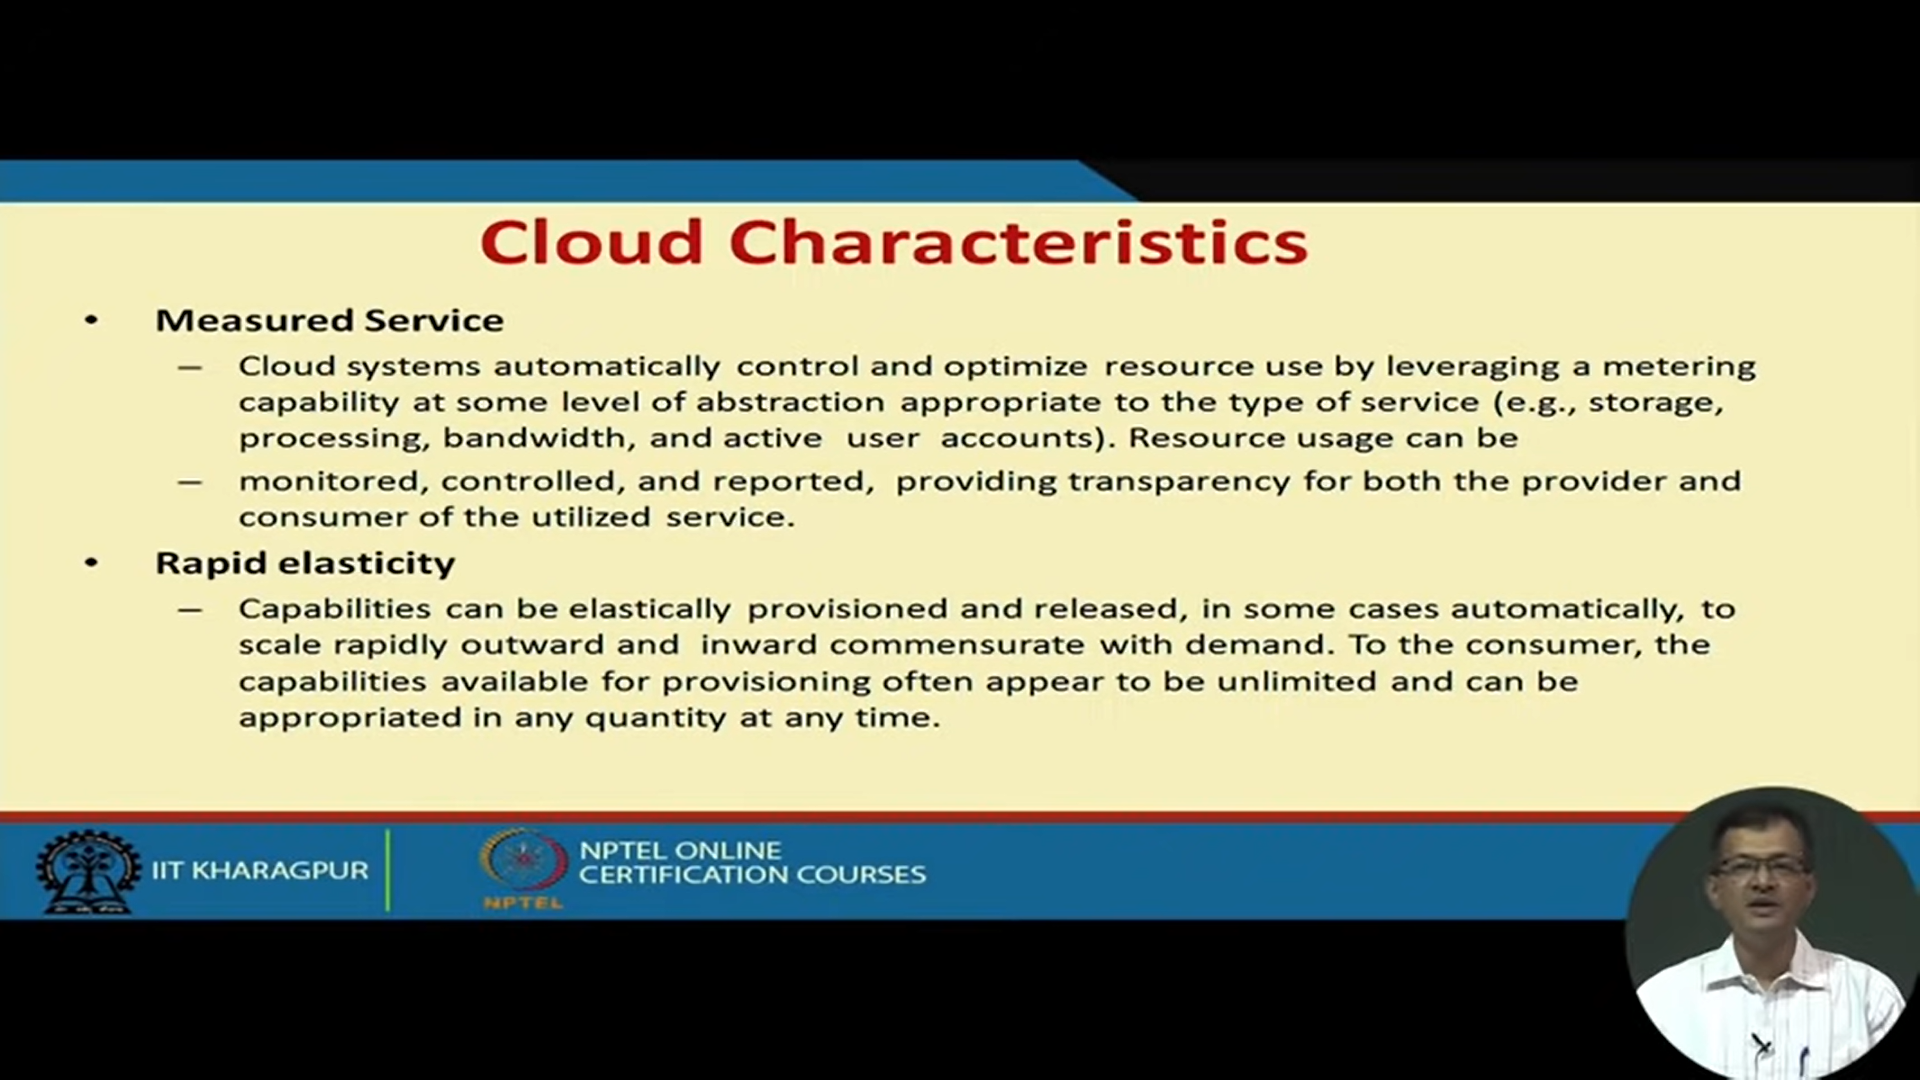 Cloud Characteristics
• Measured Service
– Cloud systems automatically control and optimize resource use by leveraging a metering
capability at some level of abstraction appropriate to the type of service (e.g., storage,
processing, bandwidth, and active user accounts). Resource usage can be
– monitored, controlled, and reported, providing transparency for both the provider and
consumer of the utilized service.
• Rapid elasticity
– Capabilities can be elastically provisioned and released, in some cases automatically, to
scale rapidly outward and inward commensurate with demand. To the consumer, the
capabilities available for provisioning often appear to be unlimited and can be
appropriated in any quantity at any time.
IIT KHARAGPUR
NPTEL
NPTEL ONLINE
CERTIFICATION COURSES